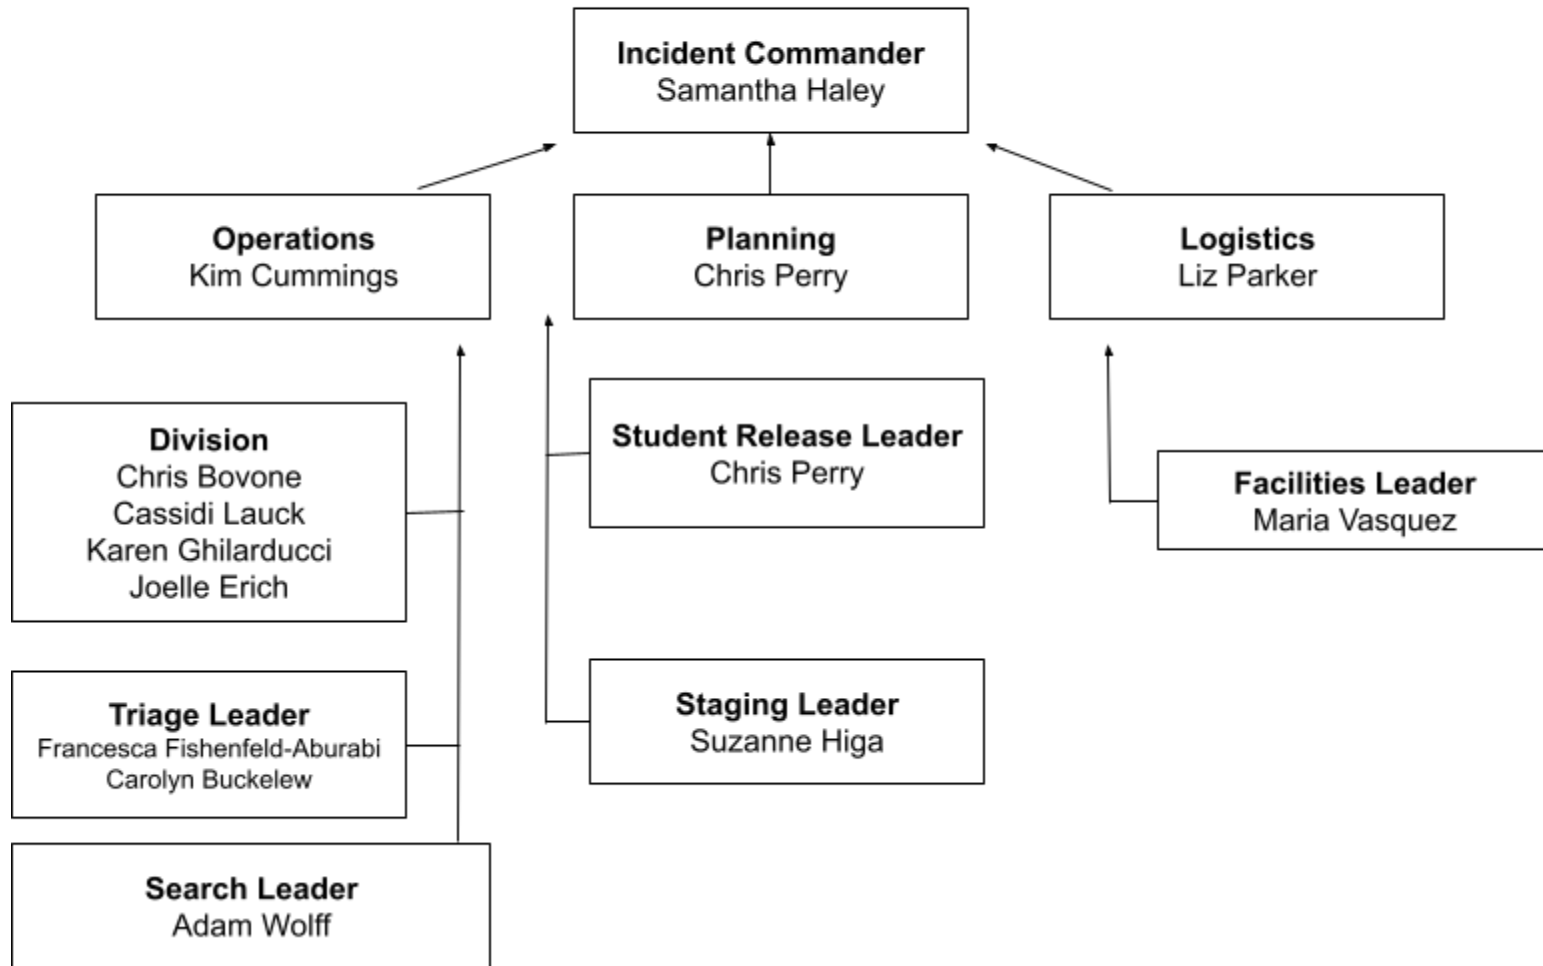 Incident Commander
Samantha Haley
Operations
Kim Cummings
Planning
Chris Perry
Logistics
Liz Parker
Division
Chris Bovone
Cassidi Lauck
Karen Ghilarducci
Joelle Erich
Triage Leader
Francesca Fishenfeld-Aburabi
Carolyn Buckelew
Search Leader
Adam Wolff
Student Release Leader
Chris Perry
Staging Leader
Suzanne Higa
Facilities Leader
Maria Vasquez